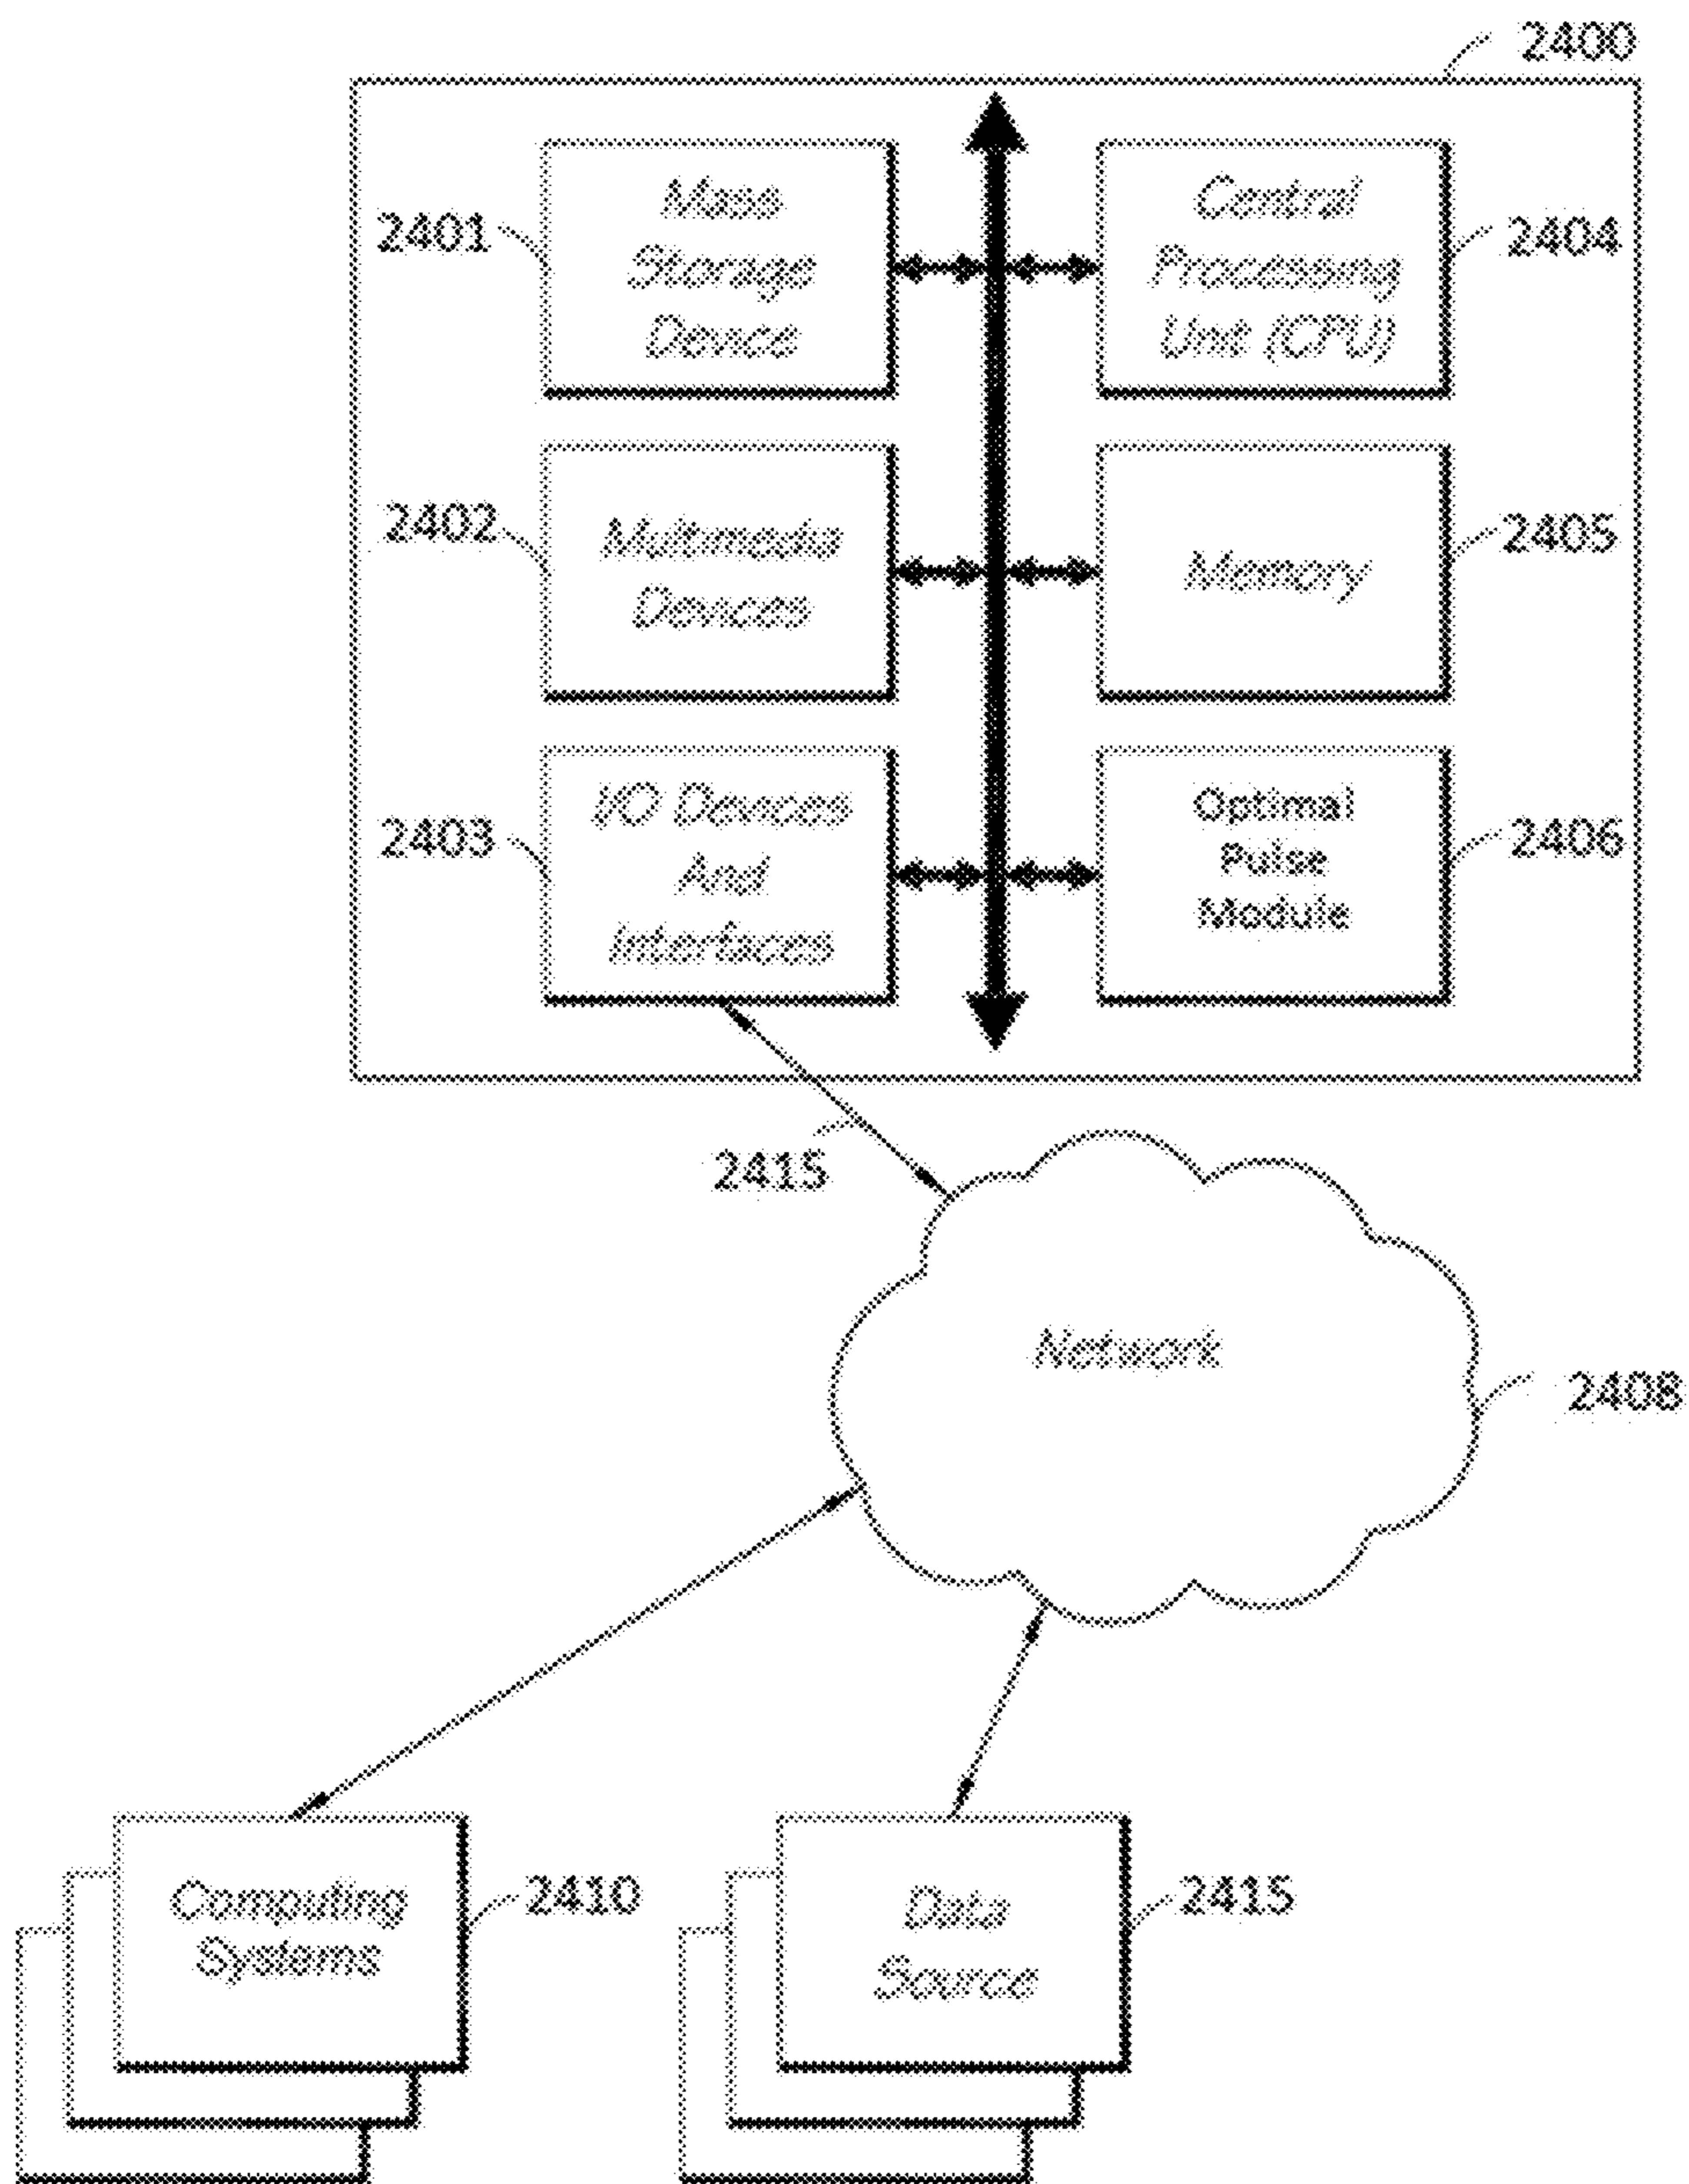 2400
2401
Mass
Storage
Device
Central
Processing
Unit (CPU)
2404
2402
Multimedia
Devices
Memory
2405
2403
I/O Devices
And
Interfaces
Optimal
Pulse
Module
2406
2415
Network
2408
Computing
Systems
2410
Data
Source
2415